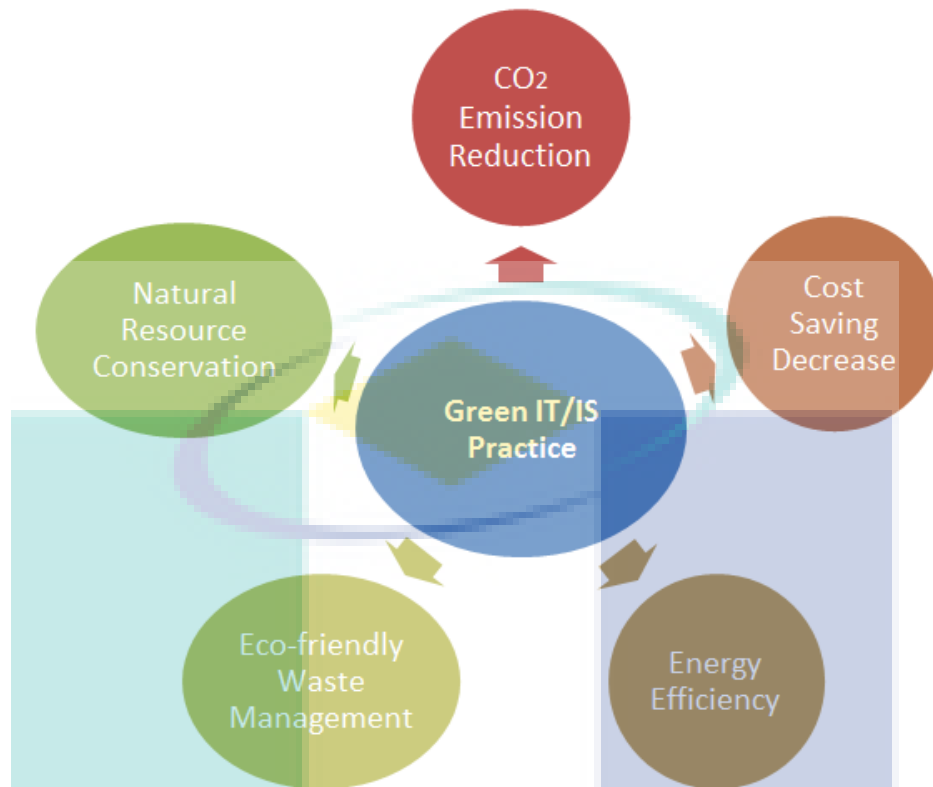 CO₂
Emission
Reduction
Natural
Resource
Conservation
Cost
Saving
Decrease
Green IT/IS
Practice
Eco-friendly
Waste
Management
Energy
Efficiency